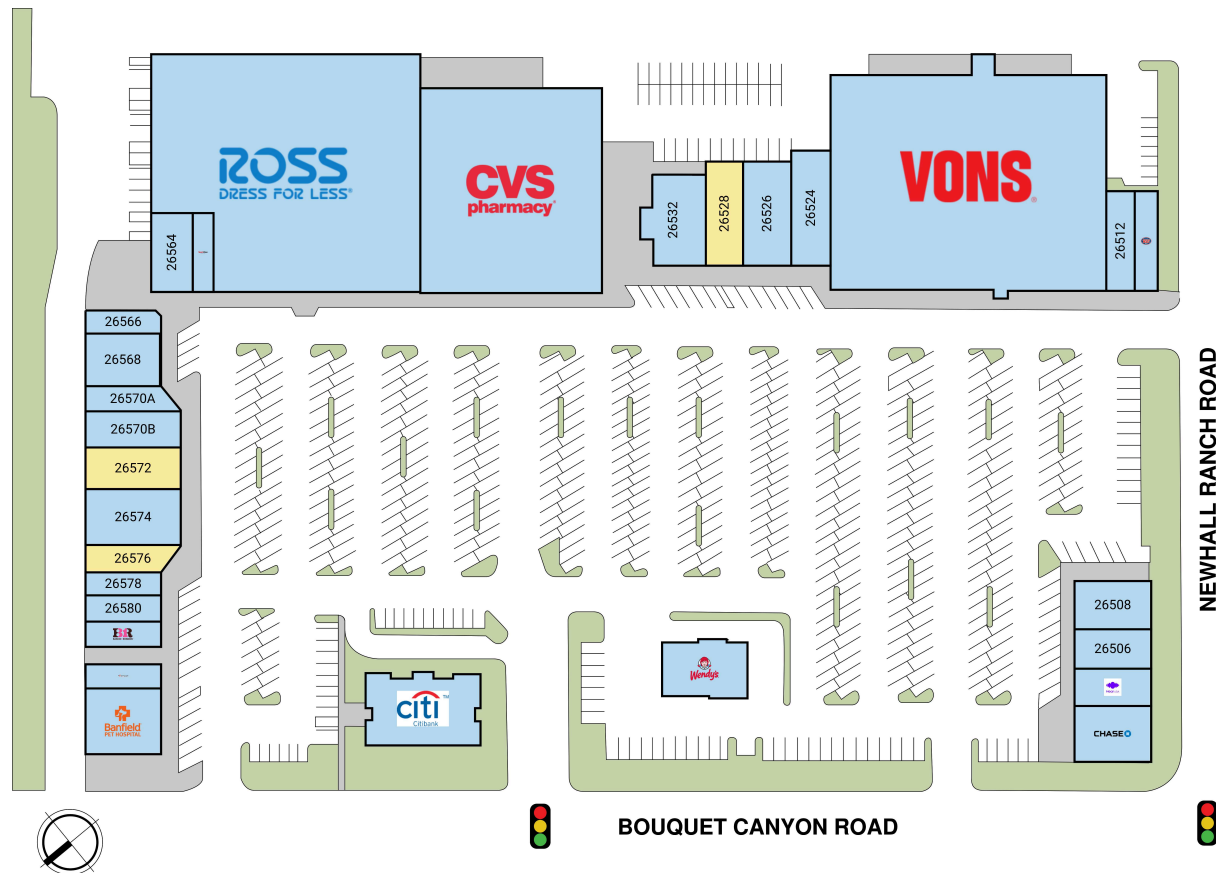 ROSS
DRESS FOR LESS®
CVS
pharmacy
VONS
26564
26532
26528
26526
26524
26512
26566
26568
26570A
26570B
26572
26574
26576
26578
26580
BR
Banfield
PET HOSPITAL
citi
TM
Citibank
Wendy's
26508
26506
CHASE
NEWHALL RANCH ROAD
BOUQUET CANYON ROAD